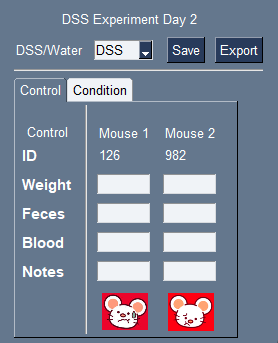 DSS Experiment Day 2
DSS/Water DSS Save Export
Control Condition
Control Mouse 1 Mouse 2
ID 126 982
Weight
Feces
Blood
Notes